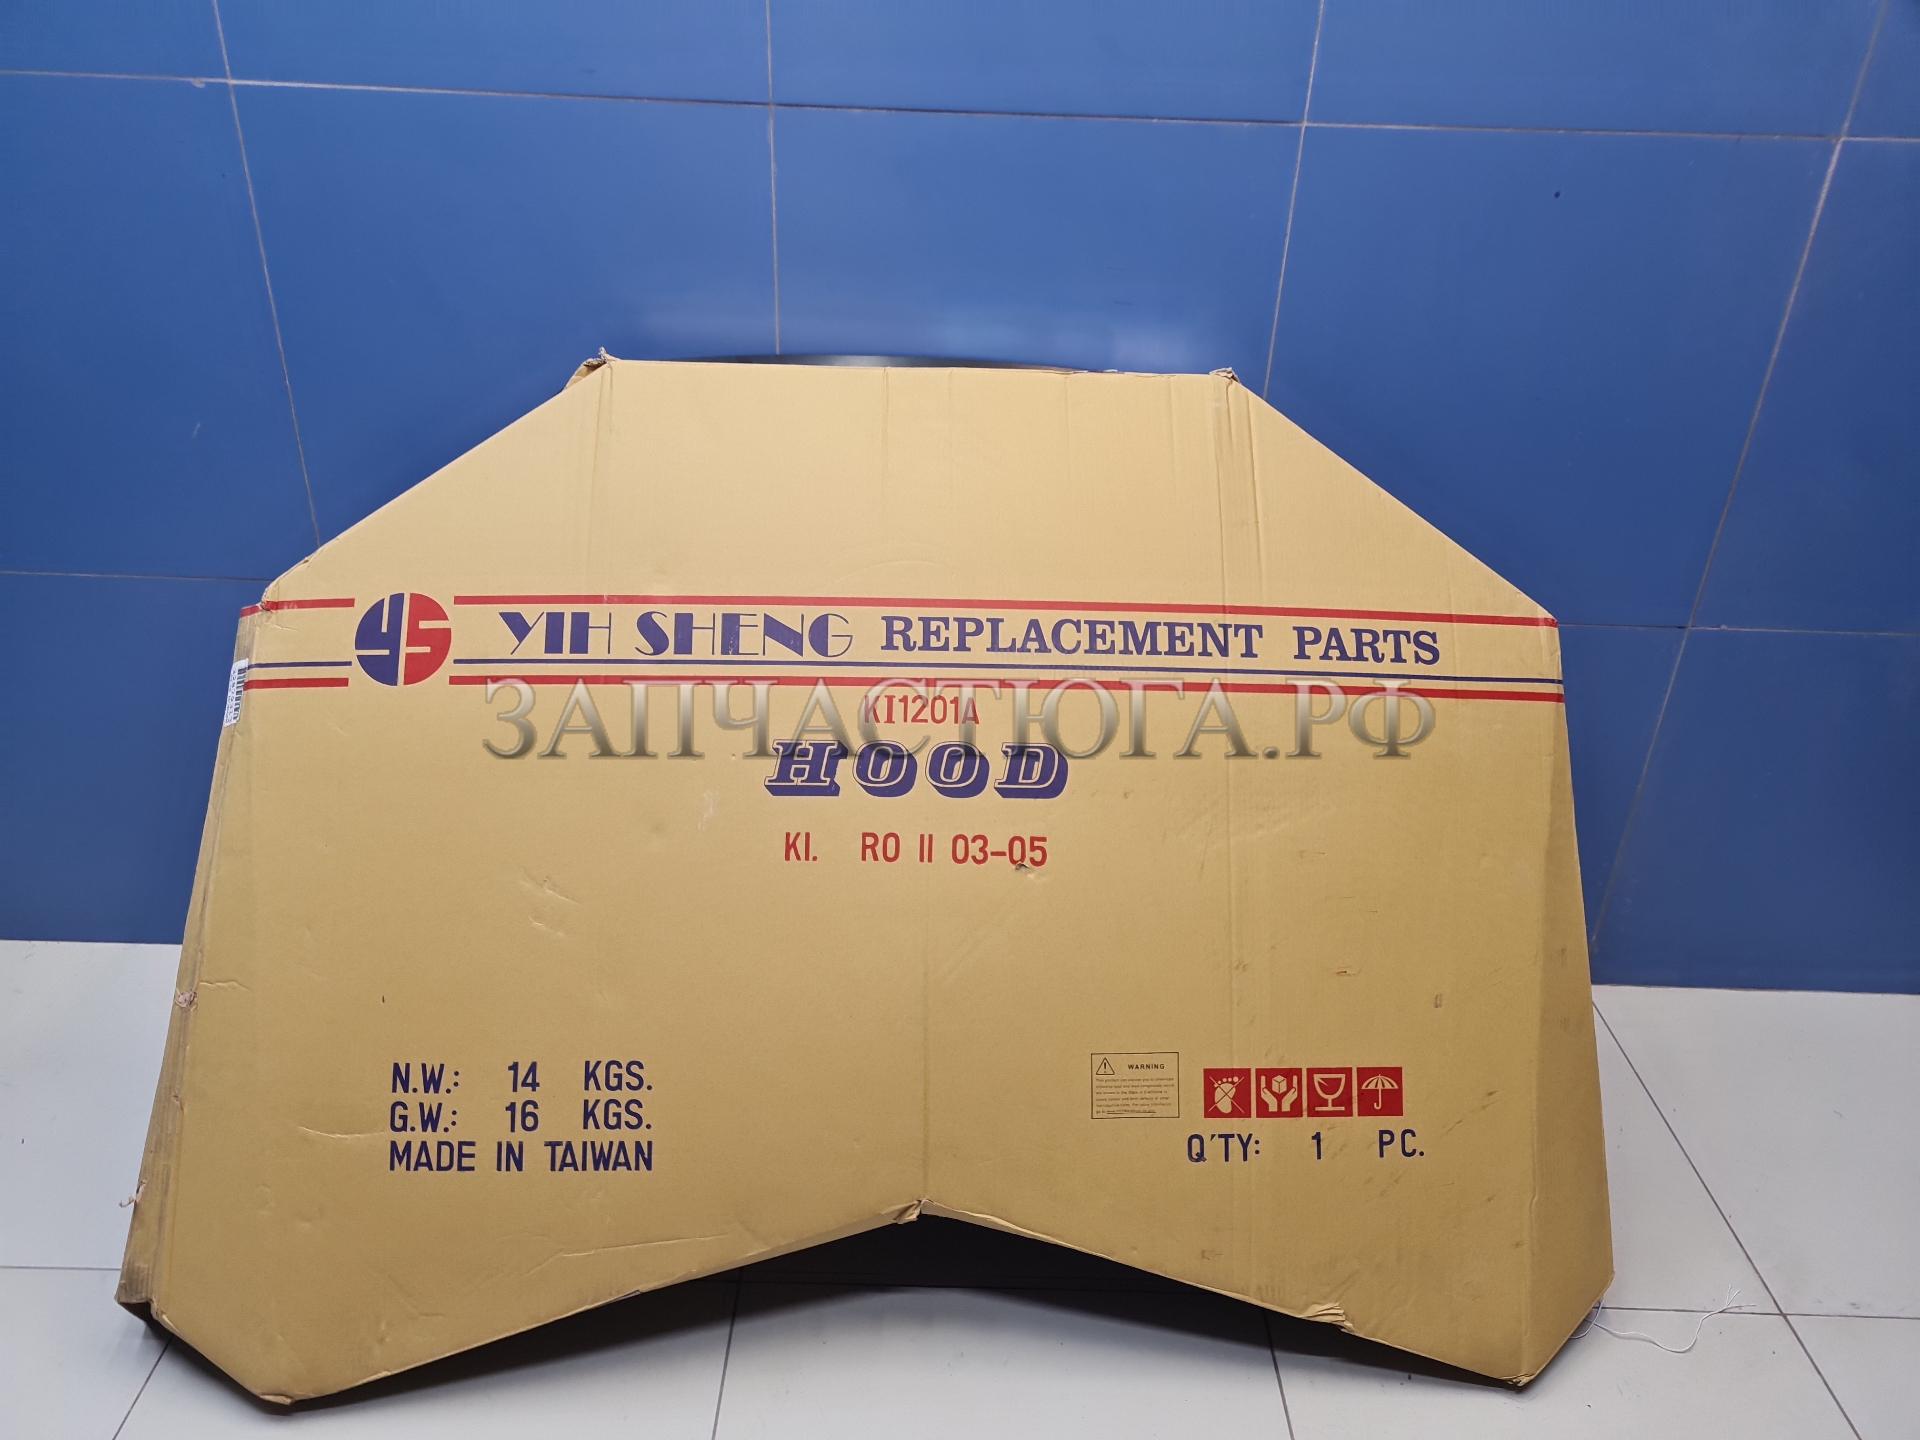 YS YIH SHENG REPLACEMENT PARTS
KI1201A
ЗАПЧАСТЮГА.РФ
HOOD
KI. RO II 03-05
N.W.: 14 KGS.
G.W.: 16 KGS.
MADE IN TAIWAN
WARNING
Q'TY: 1 PC.